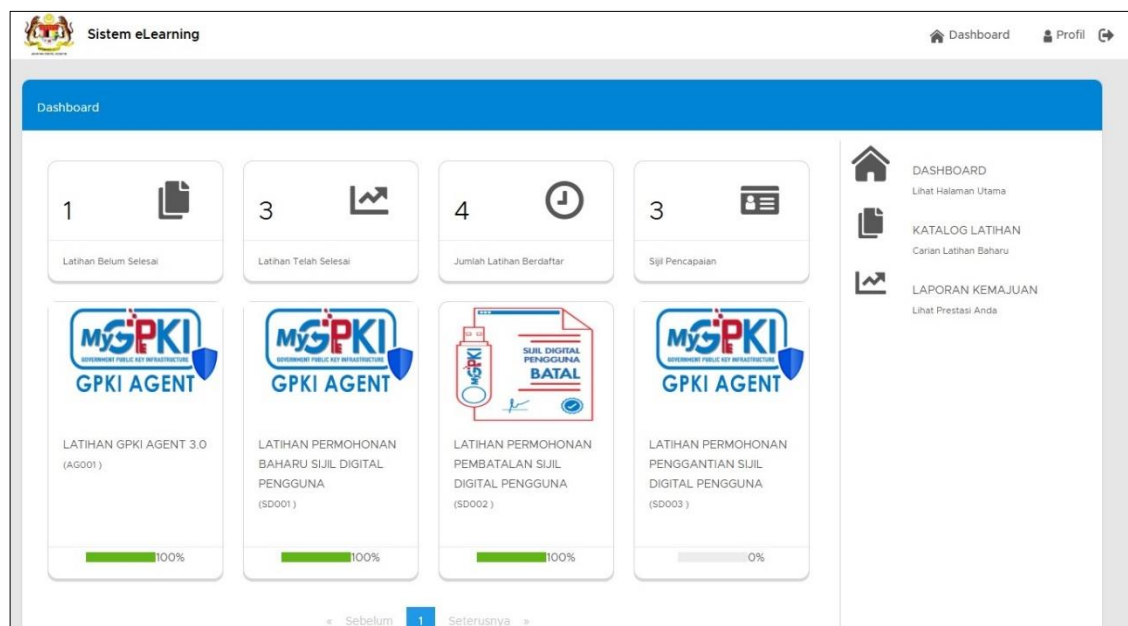 Sistem eLearning
Dashboard
Profil
Dashboard
1
Latihan Belum Selesai
3
Latihan Telah Selesai
4
Jumlah Latihan Berdaftar
3
Sijil Pencapaian
DASHBOARD
Lihat Halaman Utama
KATALOG LATIHAN
Carian Latihan Baharu
LAPORAN KEMAJUAN
Lihat Prestasi Anda
MyGPKI
GOVERNMENT PUBLIC KEY INFRASTRUCTURE
GPKI AGENT
LATIHAN GPKI AGENT 3.0
(AG001 )
100%
MyGPKI
GOVERNMENT PUBLIC KEY INFRASTRUCTURE
GPKI AGENT
LATIHAN PERMOHONAN
BAHARU SIJIL DIGITAL
PENGGUNA
(SD001 )
100%
MyGPKI
SIJIL DIGITAL
PENGGUNA
BATAL
LATIHAN PERMOHONAN
PEMBATALAN SIJIL
DIGITAL PENGGUNA
(SD002 )
100%
MyGPKI
GOVERNMENT PUBLIC KEY INFRASTRUCTURE
GPKI AGENT
LATIHAN PERMOHONAN
PENGGANTIAN SIJIL
DIGITAL PENGGUNA
(SD003 )
0%
« Sebelum 1 Seterusnya »